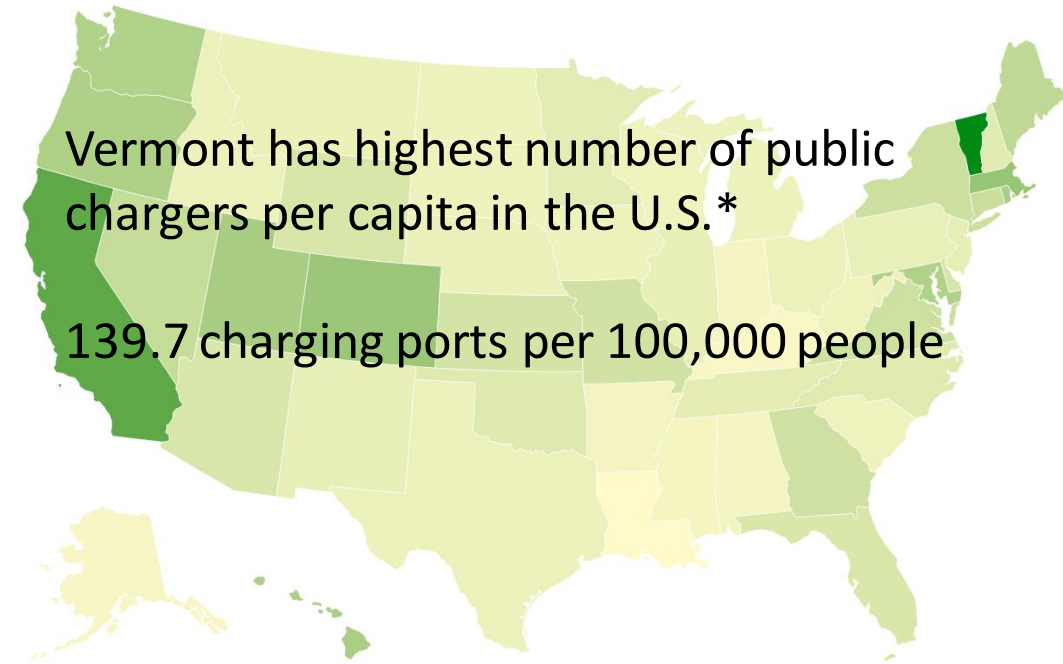 Vermont has highest number of public
chargers per capita in the U.S.*
139.7 charging ports per 100,000 people